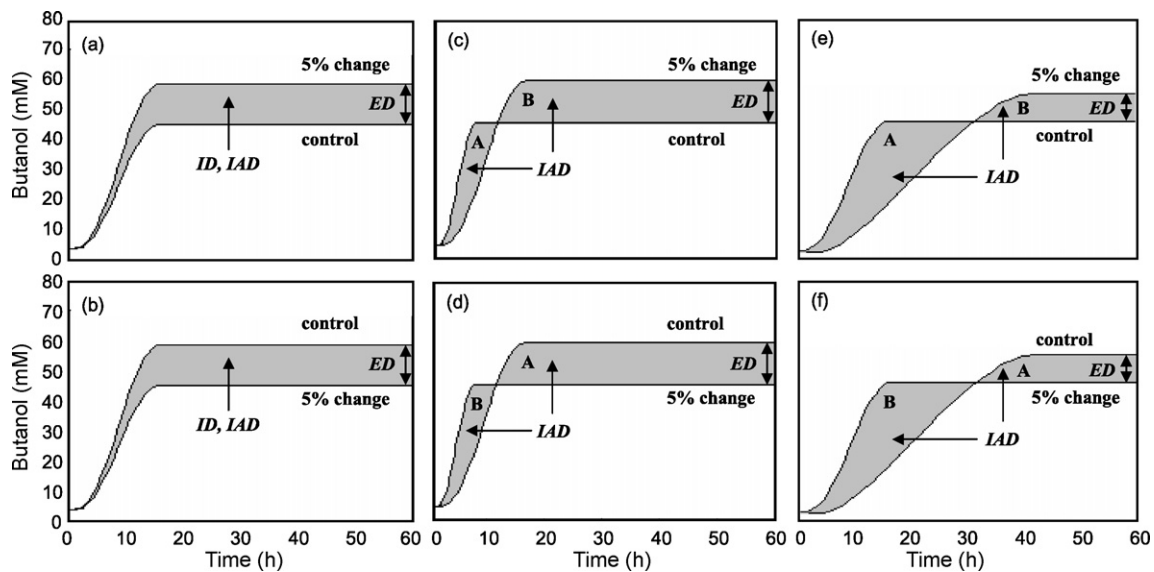 Butanol (mM)
80
70
60
50
40
30
20
10
0
(a)
5% change
ED
control
ID, IAD
(c)
5% change
B
ED
A
control
IAD
(e)
5% change
B
ED
A
control
IAD
Butanol (mM)
80
70
60
50
40
30
20
10
0
(b)
control
ED
5% change
ID, IAD
(d)
control
A
ED
B
5% change
IAD
(f)
control
A
ED
B
5% change
IAD
0 10 20 30 40 50 60
Time (h)
0 10 20 30 40 50 60
Time (h)
0 10 20 30 40 50 60
Time (h)